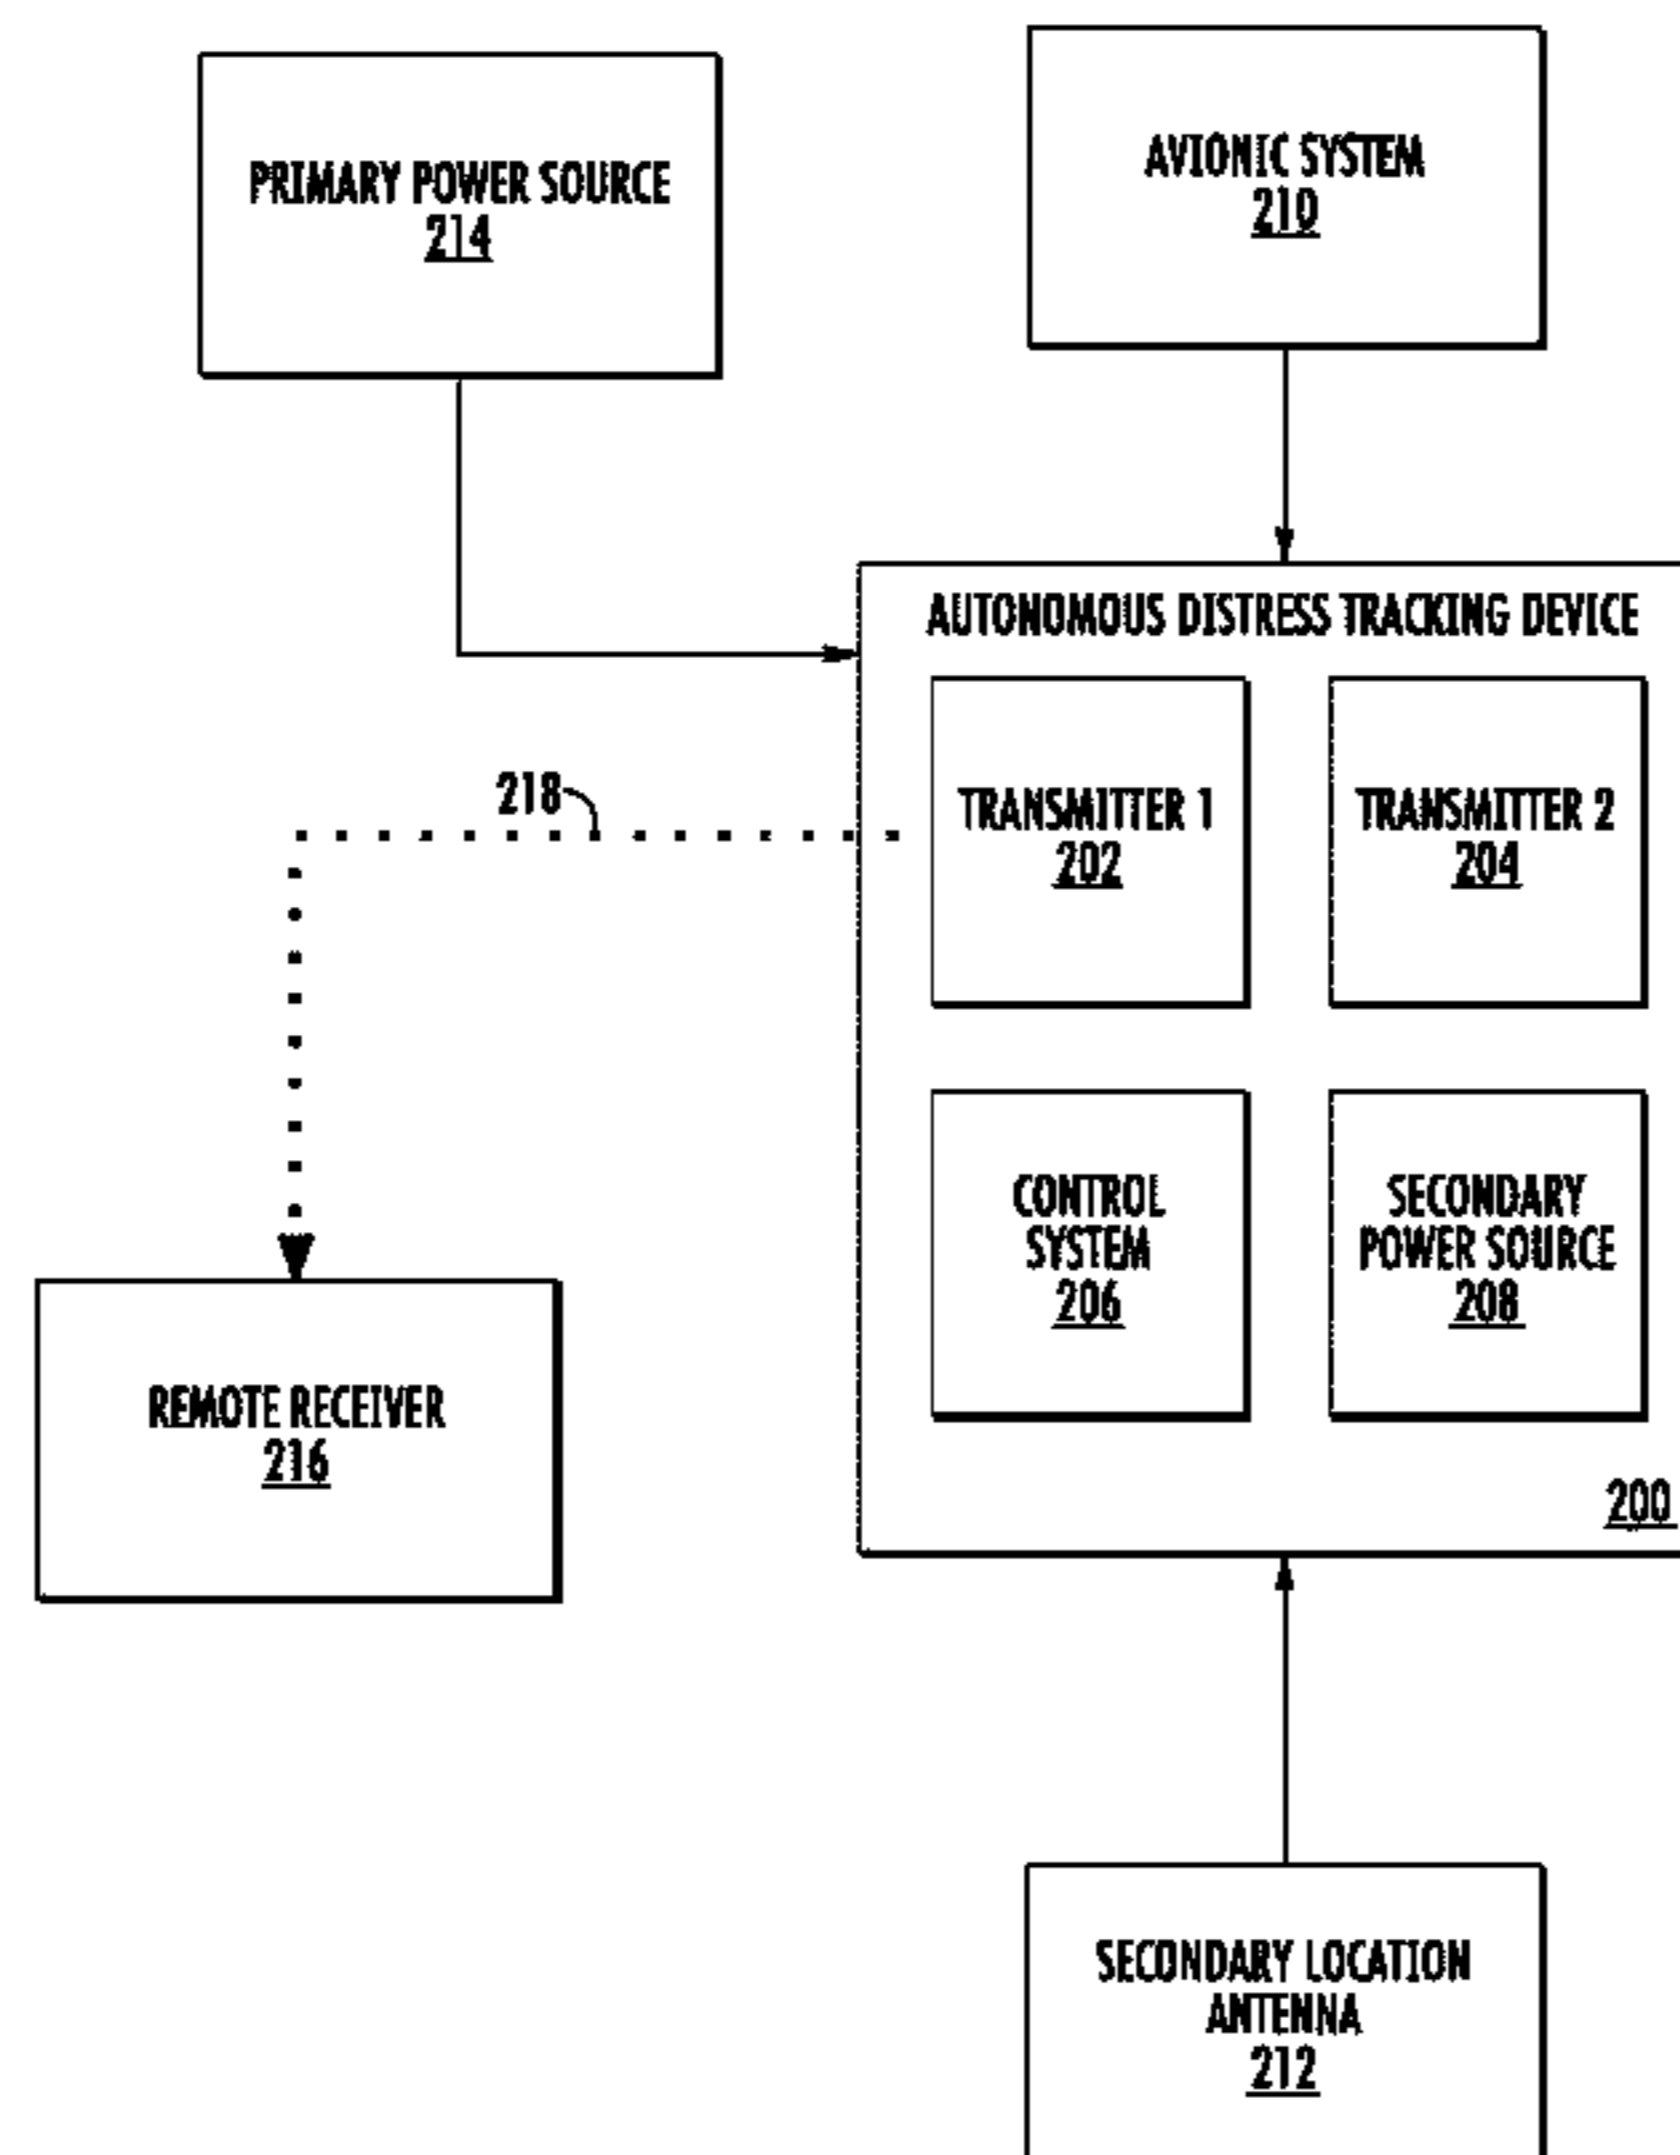 PRIMARY POWER SOURCE
214
AVIONIC SYSTEM
210
AUTONOMOUS DISTRESS TRACKING DEVICE
218
TRANSMITTER 1
202
TRANSMITTER 2
204
CONTROL
SYSTEM
206
SECONDARY
POWER SOURCE
208
REMOTE RECEIVER
216
200
SECONDARY LOCATION
ANTENNA
212